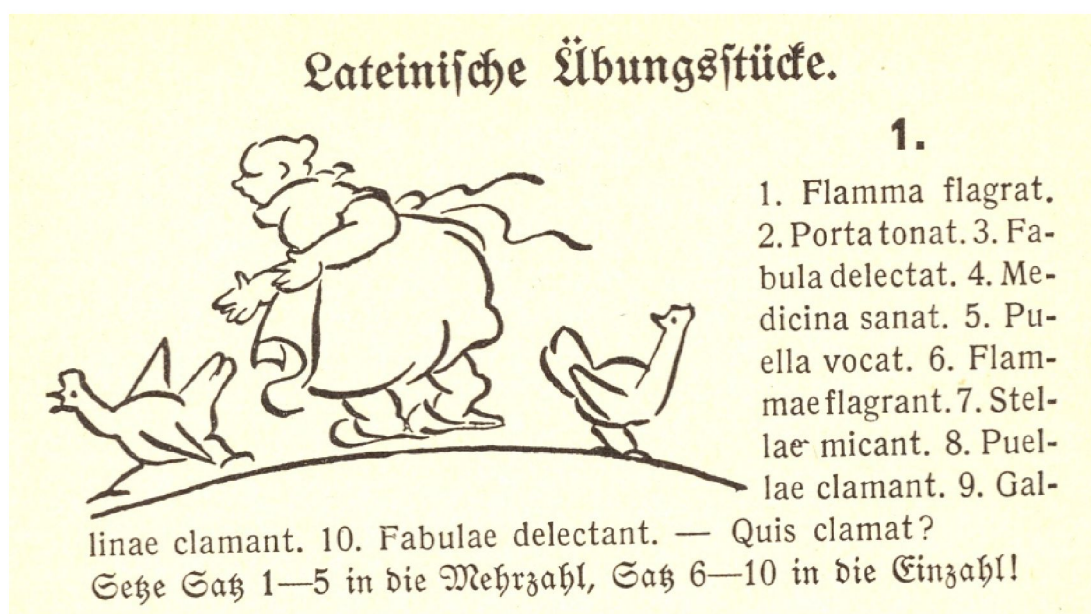 Lateinische Übungsstücke.
1.
1. Flamma flagrat.
2. Porta tonat. 3. Fa-
bula delectat. 4. Me-
dicina sanat. 5. Pu-
ella vocat. 6. Flam-
mae flagrant. 7. Stel-
lae micant. 8. Puel-
lae clamant. 9. Gal-
linae clamant. 10. Fabulae delectant. — Quis clamat?
Setze Satz 1—5 in die Mehrzahl, Satz 6—10 in die Einzahl!